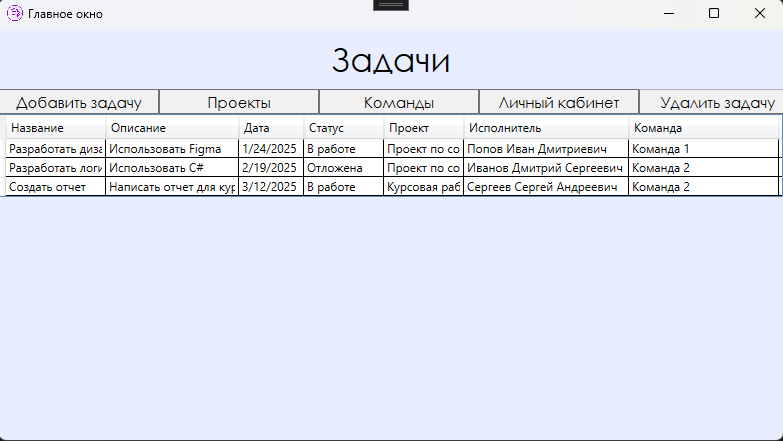 Главное окно
Задачи
Добавить задачу Проекты Команды Личный кабинет Удалить задачу
Название Описание Дата Статус Проект Исполнитель Команда
Разработать диза Использовать Figma 1/24/2025 В работе Проект по со Попов Иван Дмитриевич Команда 1
Разработать логи Использовать C# 2/19/2025 Отложена Проект по со Иванов Дмитрий Сергеевич Команда 2
Создать отчет Написать отчет для кур 3/12/2025 В работе Курсовая раб Сергеев Сергей Андреевич Команда 2